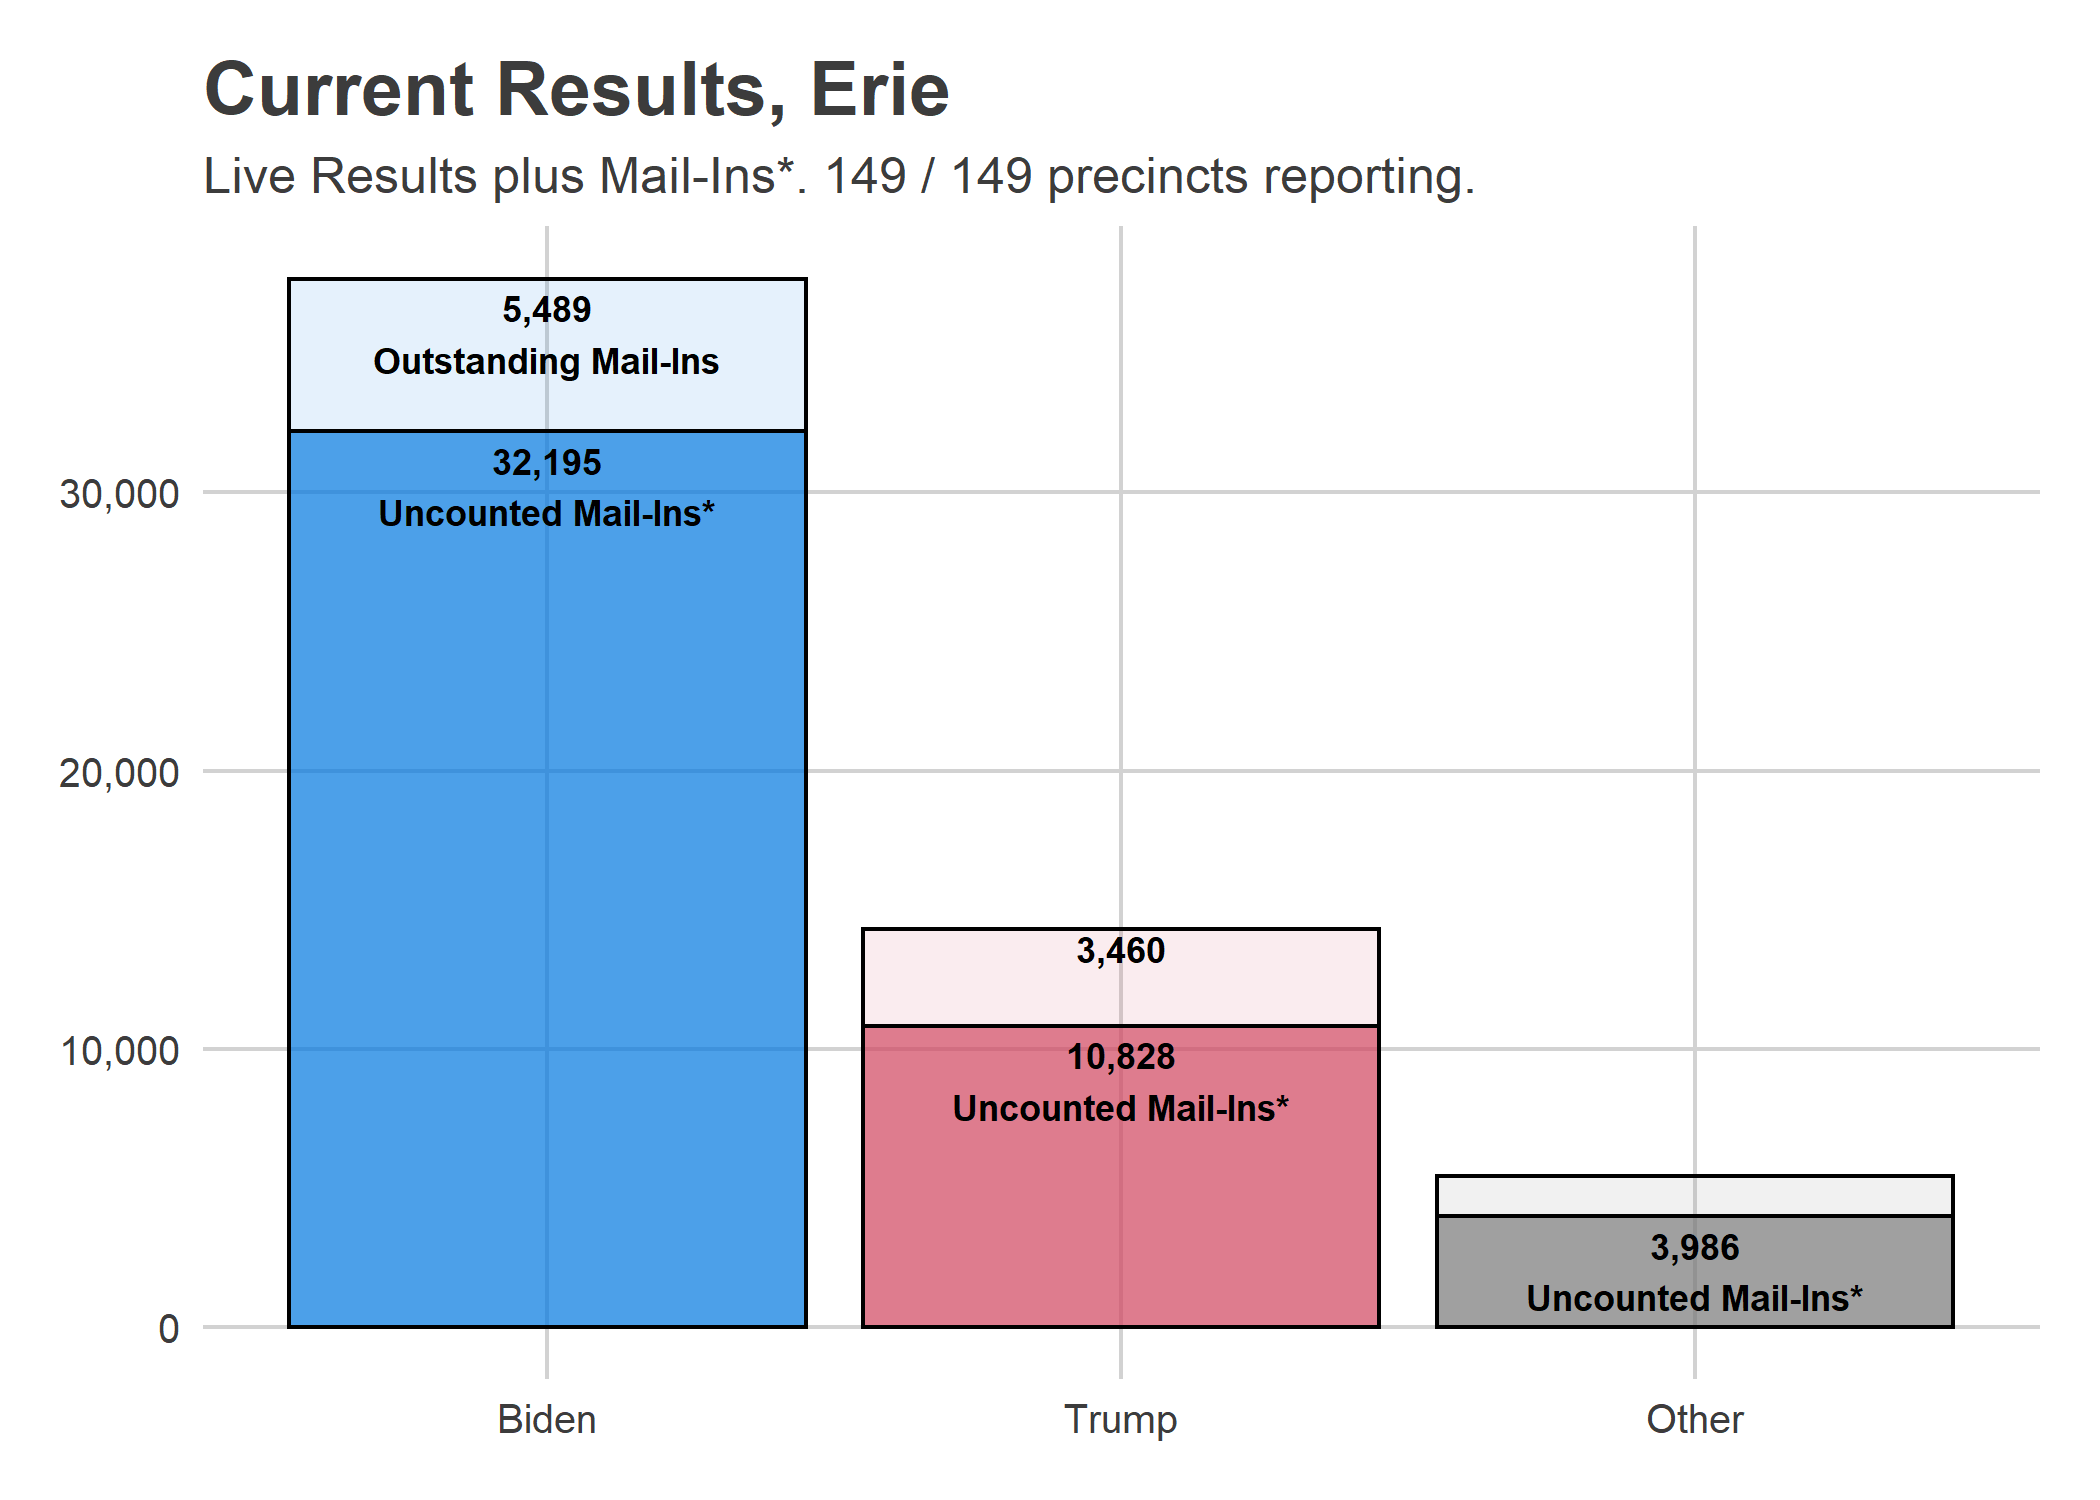 Current Results, Erie
Live Results plus Mail-Ins*. 149 / 149 precincts reporting.
5,489
Outstanding Mail-Ins
32,195
Uncounted Mail-Ins*
3,460
10,828
Uncounted Mail-Ins*
3,986
Uncounted Mail-Ins*
30,000
20,000
10,000
0
Biden
Trump
Other